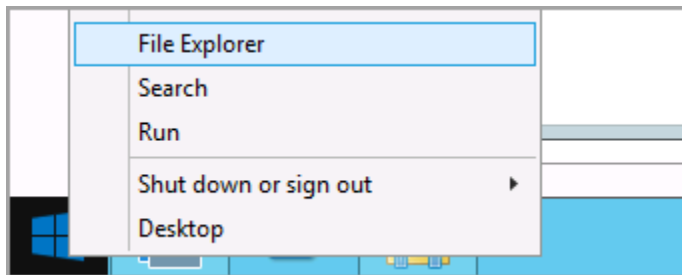 File Explorer
Search
Run
Shut down or sign out
Desktop